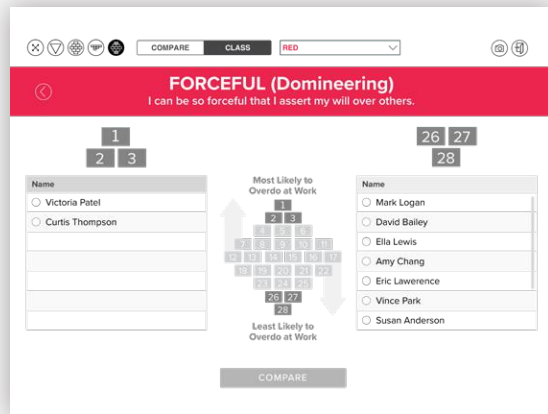 COMPARE CLASS RED
FORCEFUL (Domineering)
I can be so forceful that I assert my will over others.
1
2 3
Name
Victoria Patel
Curtis Thompson
Most Likely to
Overdo at Work
1
2 3
4 5 6
7 8 9 10 11
12 13 14 15 16 17
18 19 20 21 22
23 24 25
26 27
28
Least Likely to
Overdo at Work
26 27
28
Name
Mark Logan
David Bailey
Ella Lewis
Amy Chang
Eric Lawerence
Vince Park
Susan Anderson
COMPARE